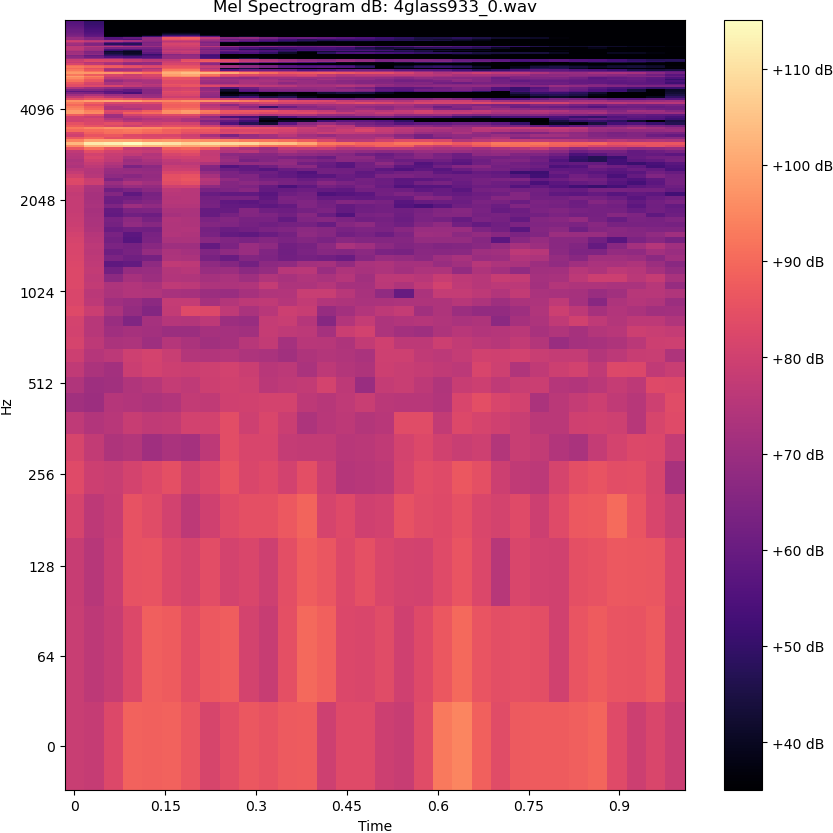 Mel Spectrogram dB: 4glass933_0.wav
4096
2048
1024
512
256
128
64
0
Hz
0 0.15 0.3 0.45 0.6 0.75 0.9
Time
+110 dB
+100 dB
+90 dB
+80 dB
+70 dB
+60 dB
+50 dB
+40 dB